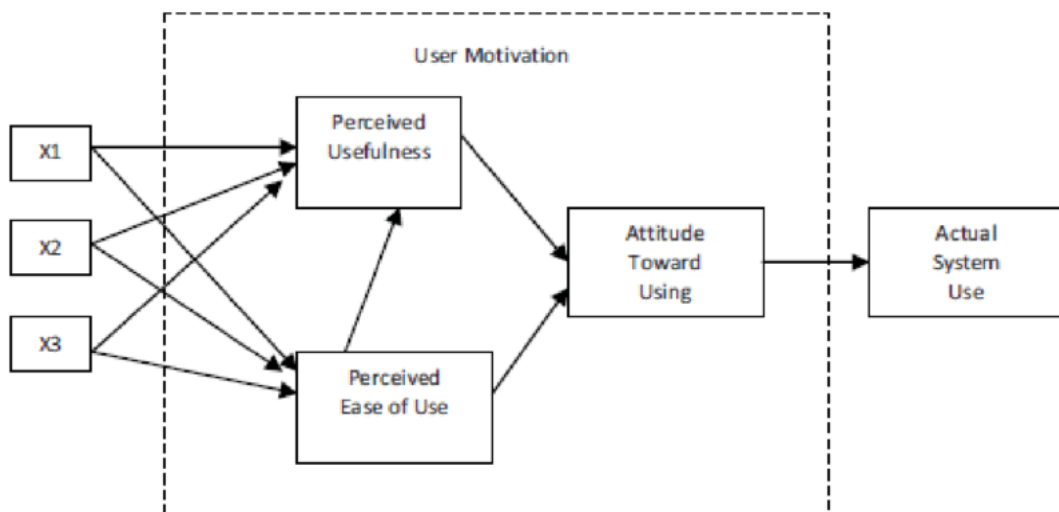 User Motivation
X1
X2
X3
Perceived
Usefulness
Perceived
Ease of Use
Attitude
Toward
Using
Actual
System
Use